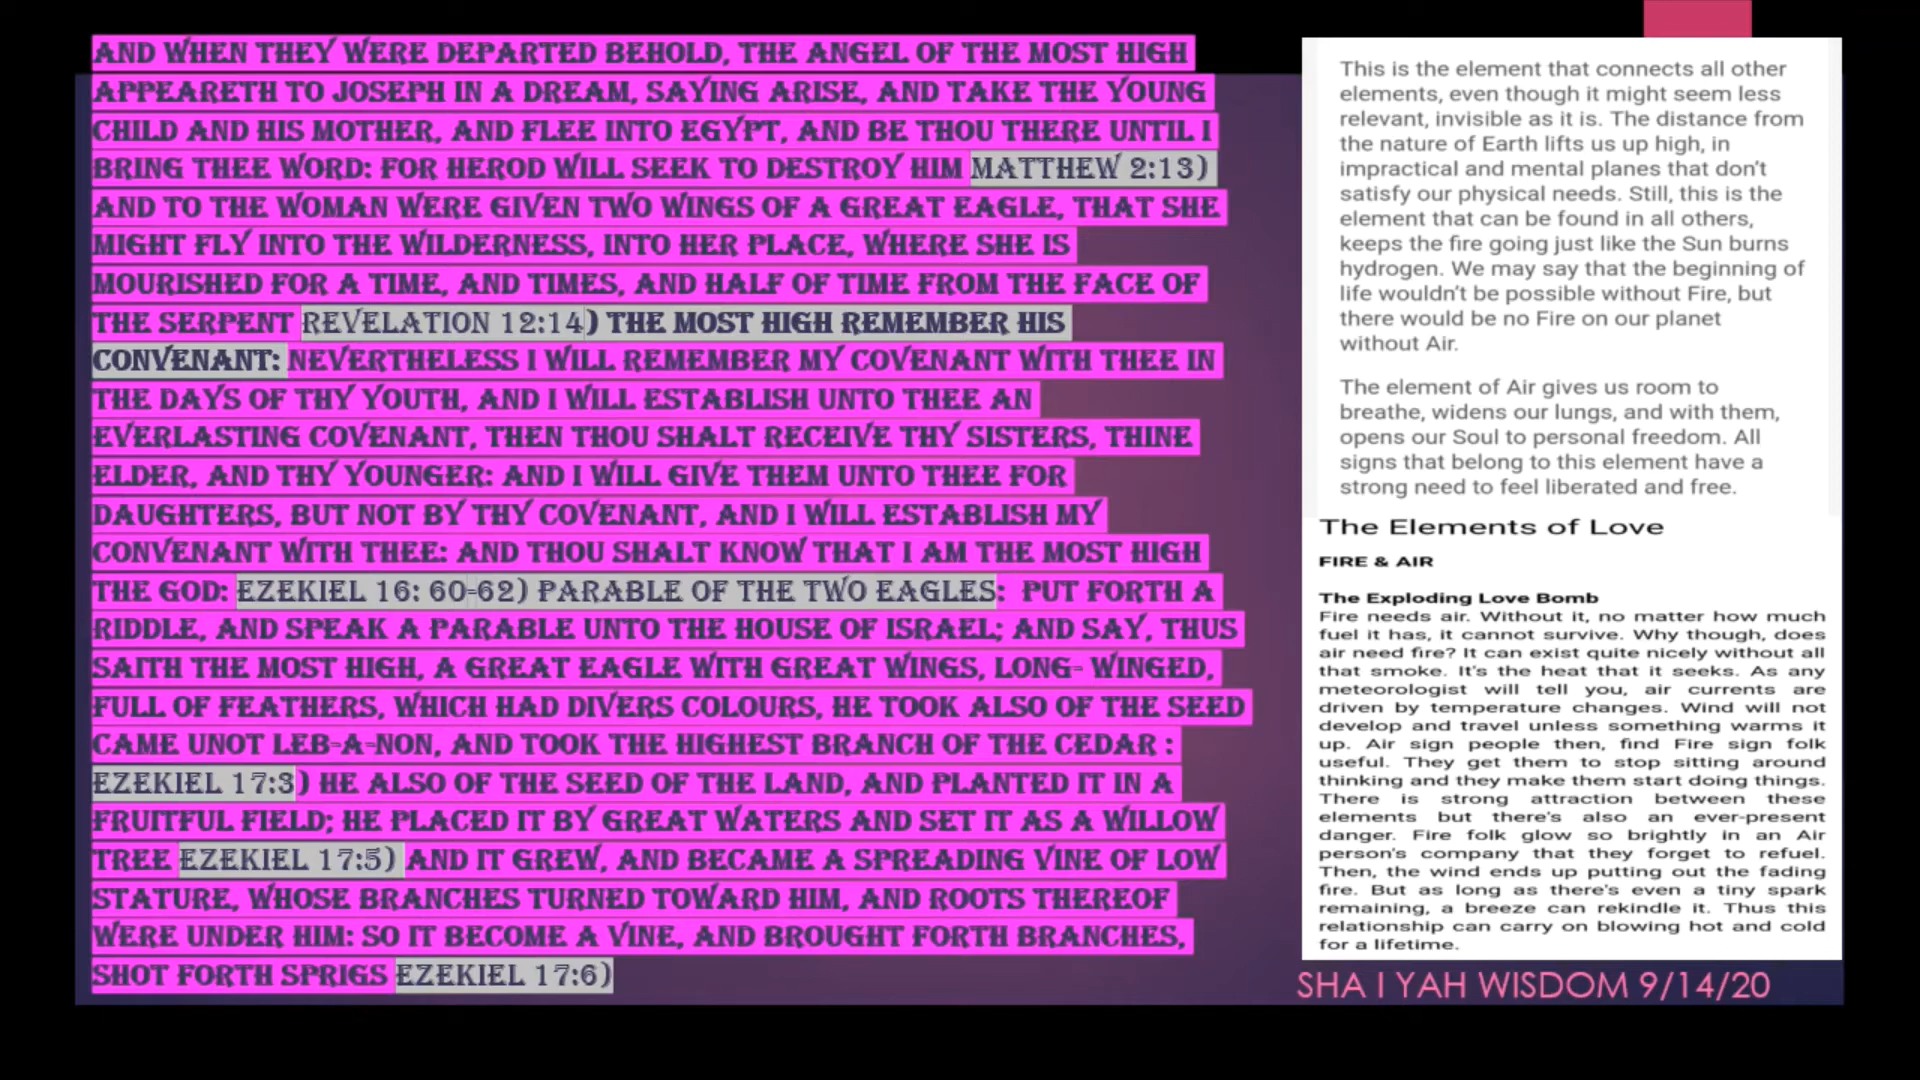 AND WHEN THEY WERE DEPARTED BEHOLD, THE ANGEL OF THE MOST HIGH
APPEARETH TO JOSEPH IN A DREAM, SAYING ARISE, AND TAKE THE YOUNG
CHILD AND HIS MOTHER, AND FLEE INTO EGYPT, AND BE THOU THERE UNTIL I
BRING THEE WORD: FOR HEROD WILL SEEK TO DESTROY HIM MATTHEW 2:13)
AND TO THE WOMAN WERE GIVEN TWO WINGS OF A GREAT EAGLE, THAT SHE
MIGHT FLY INTO THE WILDERNESS, INTO HER PLACE, WHERE SHE IS
MOURISHED FOR A TIME, AND TIMES, AND HALF OF TIME FROM THE FACE OF
THE SERPENT REVELATION 12:14) THE MOST HIGH REMEMBER HIS
CONVENANT: NEVERTHELESS I WILL REMEMBER MY COVENANT WITH THEE IN
THE DAYS OF THY YOUTH, AND I WILL ESTABLISH UNTO THEE AN
EVERLASTING COVENANT, THEN THOU SHALT RECEIVE THY SISTERS, THINE
ELDER, AND THY YOUNGER: AND I WILL GIVE THEM UNTO THEE FOR
DAUGHTERS, BUT NOT BY THY COVENANT, AND I WILL ESTABLISH MY
CONVENANT WITH THEE: AND THOU SHALT KNOW THAT I AM THE MOST HIGH
THE GOD: EZEKIEL 16: 60-62) PARABLE OF THE TWO EAGLES: PUT FORTH A
RIDDLE, AND SPEAK A PARABLE UNTO THE HOUSE OF ISRAEL; AND SAY, THUS
SAITH THE MOST HIGH, A GREAT EAGLE WITH GREAT WINGS, LONG- WINGED,
FULL OF FEATHERS, WHICH HAD DIVERS COLOURS, HE TOOK ALSO OF THE SEED
CAME UNOT LEB-A-NON, AND TOOK THE HIGHEST BRANCH OF THE CEDAR :
EZEKIEL 17:3) HE ALSO OF THE SEED OF THE LAND, AND PLANTED IT IN A
FRUITFUL FIELD; HE PLACED IT BY GREAT WATERS AND SET IT AS A WILLOW
TREE EZEKIEL 17:5) AND IT GREW, AND BECAME A SPREADING VINE OF LOW
STATURE, WHOSE BRANCHES TURNED TOWARD HIM, AND ROOTS THEREOF
WERE UNDER HIM: SO IT BECOME A VINE, AND BROUGHT FORTH BRANCHES,
SHOT FORTH SPRIGS EZEKIEL 17:6)
This is the element that connects all other
elements, even though it might seem less
relevant, invisible as it is. The distance from
the nature of Earth lifts us up high, in
impractical and mental planes that don't
satisfy our physical needs. Still, this is the
element that can be found in all others,
keeps the fire going just like the Sun burns
hydrogen. We may say that the beginning of
life wouldn't be possible without Fire, but
there would be no Fire on our planet
without Air.
The element of Air gives us room to
breathe, widens our lungs, and with them,
opens our Soul to personal freedom. All
signs that belong to this element have a
strong need to feel liberated and free.
The Elements of Love
FIRE & AIR
The Exploding Love Bomb
Fire needs air. Without it, no matter how much
fuel it has, it cannot survive. Why though, does
air need fire? It can exist quite nicely without all
that smoke. It's the heat that it seeks. As any
meteorologist will tell you, air currents are
driven by temperature changes. Wind will not
develop and travel unless something warms it
up. Air sign people then, find Fire sign folk
useful. They get them to stop sitting around
thinking and they make them start doing things.
There is strong attraction between these
elements but there's also an ever-present
danger. Fire folk glow so brightly in an Air
person's company that they forget to refuel.
Then, the wind ends up putting out the fading
fire. But as long as there's even a tiny spark
remaining, a breeze can rekindle it. Thus this
relationship can carry on blowing hot and cold
for a lifetime.
SHA I YAH WISDOM 9/14/20